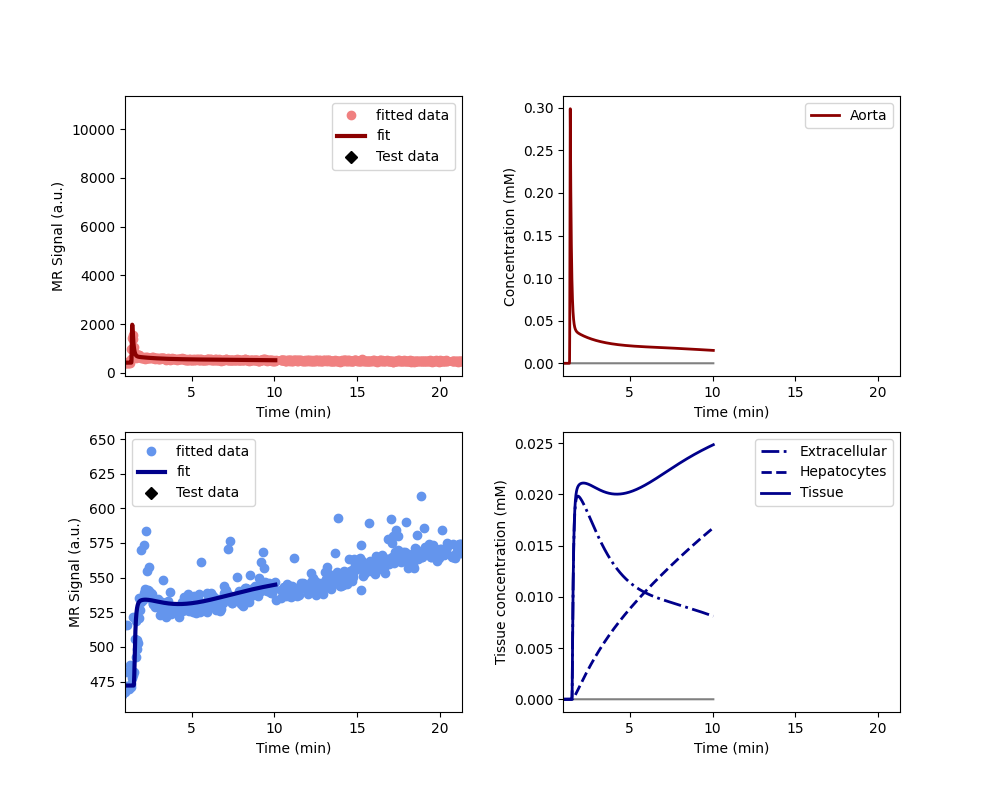 10000
8000
6000
4000
2000
0
MR Signal (a.u.)
fitted data
fit
Test data
5
10
15
20
Time (min)
0.30
0.25
0.20
0.15
0.10
0.05
0.00
Concentration (mM)
Aorta
5
10
15
20
Time (min)
650
625
600
575
550
525
500
475
MR Signal (a.u.)
fitted data
fit
Test data
5
10
15
20
Time (min)
0.025
0.020
0.015
0.010
0.005
0.000
Tissue concentration (mM)
Extracellular
Hepatocytes
Tissue
5
10
15
20
Time (min)